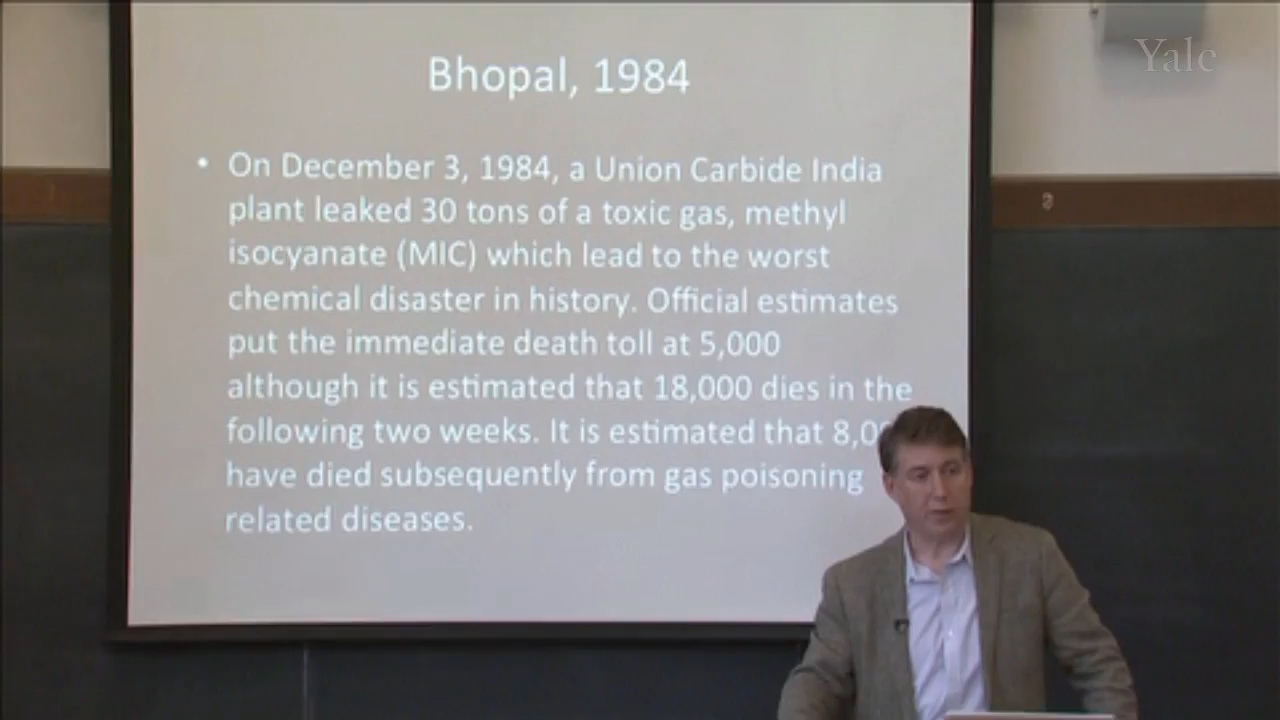 Yale
Bhopal, 1984
• On December 3, 1984, a Union Carbide India
plant leaked 30 tons of a toxic gas, methyl
isocyanate (MIC) which lead to the worst
chemical disaster in history. Official estimates
put the immediate death toll at 5,000
although it is estimated that 18,000 dies in the
following two weeks. It is estimated that
have died subsequently from gas poisoning
related diseases.